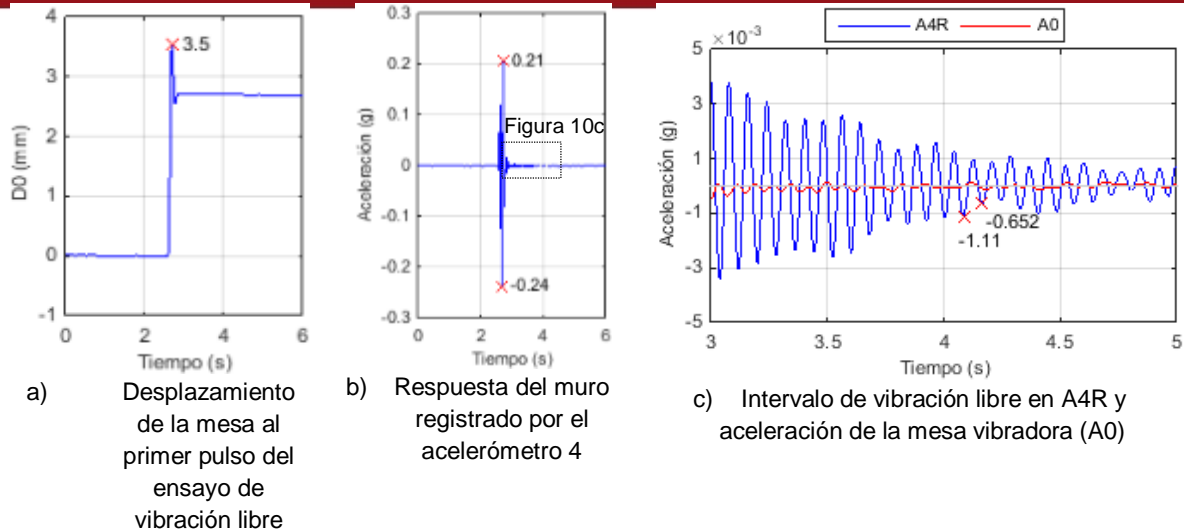 4
3
2
1
0
-1
3.5
D0 (mm)
0
2
4
6
Tiempo (s)
a) Desplazamiento
de la mesa al
primer pulso del
ensayo de
vibración libre
0.3
0.2
0.1
0
-0.1
-0.2
-0.3
0.21
Figura 10c
-0.24
Aceleración (g)
0
2
4
6
Tiempo (s)
b) Respuesta del muro
registrado por el
acelerómetro 4
A4R
A0
×10⁻³
5
3
1
-1
-3
-5
-0.652
-1.11
Aceleración (g)
3
3.5
4
4.5
5
Tiempo (s)
c) Intervalo de vibración libre en A4R y
aceleración de la mesa vibradora (A0)